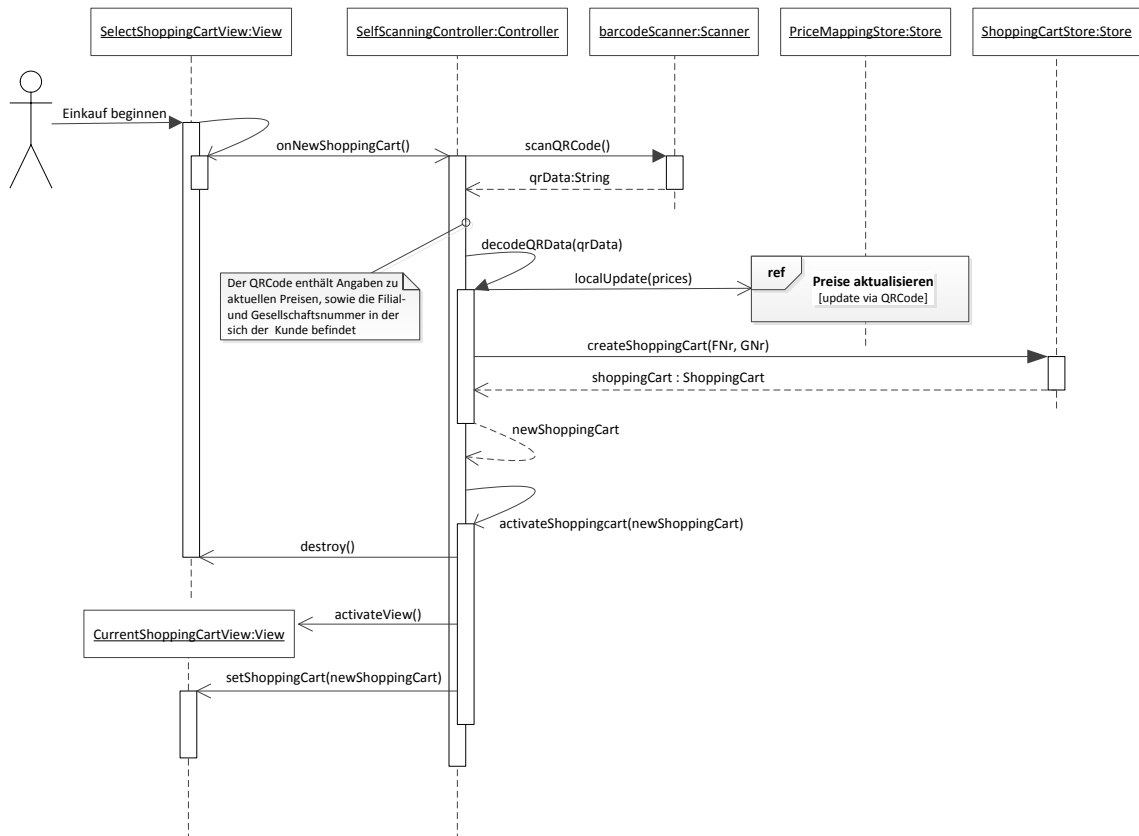 SelectShoppingCartView:View
SelfScanningController:Controller
barcodeScanner:Scanner
PriceMappingStore:Store
ShoppingCartStore:Store
Einkauf beginnen
onNewShoppingCart()
scanQRCode()
qrData:String
decodeQRData(qrData)
Der QRCode enthält Angaben zu
aktuellen Preisen, sowie die Filial-
und Gesellschaftsnummer in der
sich der Kunde befindet
localUpdate(prices)
ref
Preise aktualisieren
[update via QRCode]
createShoppingCart(FNr, GNr)
shoppingCart : ShoppingCart
newShoppingCart
activateShoppingcart(newShoppingCart)
destroy()
activateView()
CurrentShoppingCartView:View
setShoppingCart(newShoppingCart)